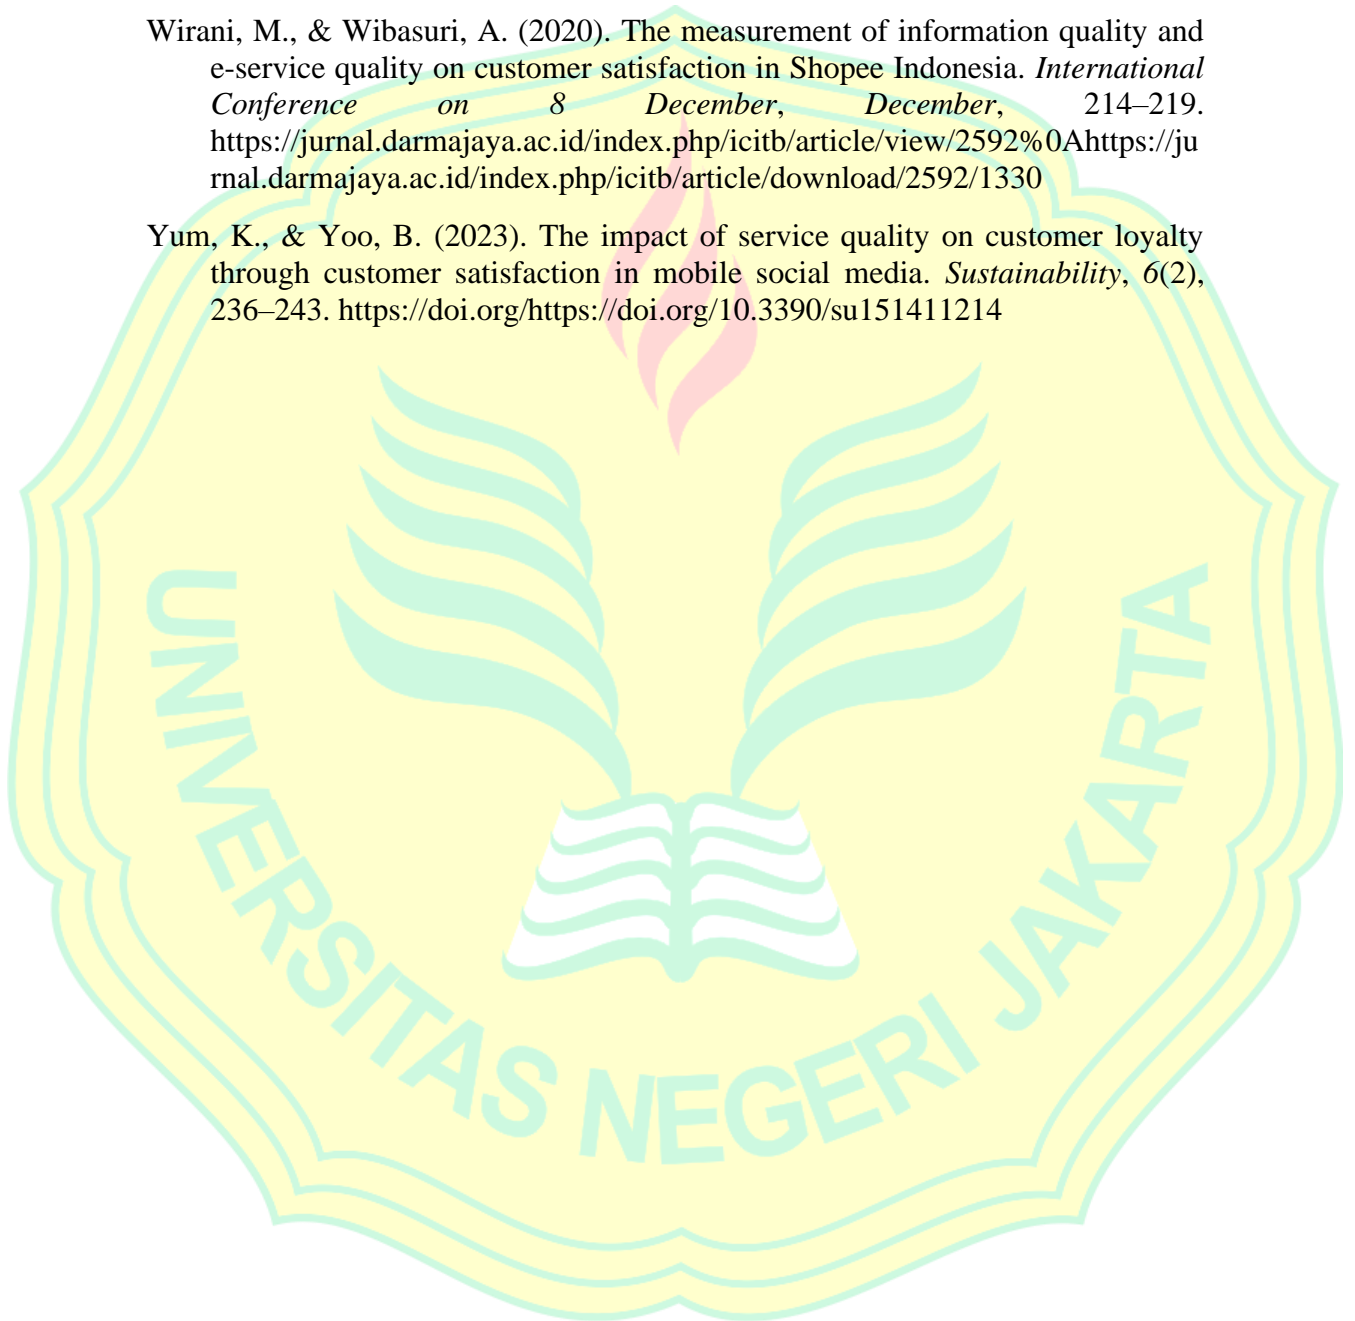 Wirani, M., & Wibasuri, A. (2020). The measurement of information quality and
e-service quality on customer satisfaction in Shopee Indonesia. International
Conference on 8 December, December, 214–219.
https://jurnal.darmajaya.ac.id/index.php/icitb/article/view/2592%0Ahttps://ju
rnal.darmajaya.ac.id/index.php/icitb/article/download/2592/1330
Yum, K., & Yoo, B. (2023). The impact of service quality on customer loyalty
through customer satisfaction in mobile social media. Sustainability, 6(2),
236–243. https://doi.org/https://doi.org/10.3390/su151411214
UNIVERSITAS NEGERI JAKARTA